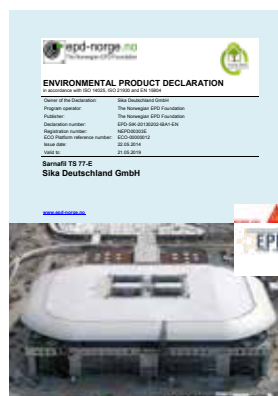 epd-norge.no
The Norwegian EPD Foundation
ENVIRONMENTAL PRODUCT DECLARATION
in accordance with ISO 14025, ISO 21930 and EN 15804
Owner of the Declaration: Sika Deutschland GmbH
Program operator: The Norwegian EPD Foundation
Publisher: The Norwegian EPD Foundation
Declaration number: EPD-SIK-20130202-IBA1-EN
Registration number: NEPD00303E
ECO Platform reference number: ECO-00000012
Issue date: 22.05.2014
Valid to: 21.05.2019
Sarnafil TS 77-E
Sika Deutschland GmbH
www.epd-norge.no
EPD